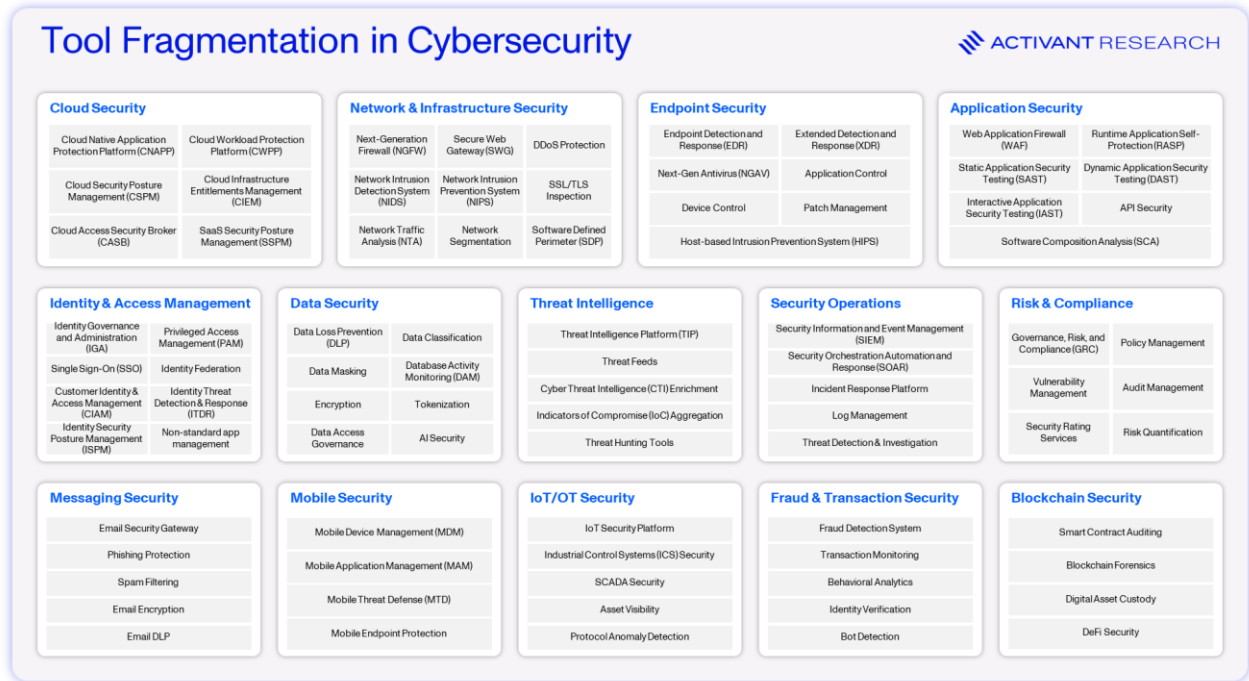 Tool Fragmentation in Cybersecurity
ACTIVANT RESEARCH
Cloud Security
Cloud Native Application
Protection Platform (CNAPP)
Cloud Workload Protection
Platform (CWPP)
Cloud Security Posture
Management (CSPM)
Cloud Infrastructure
Entitlements Management
(CIEM)
Cloud Access Security Broker
(CASB)
SaaS Security Posture
Management (SSPM)
Network & Infrastructure Security
Next-Generation
Firewall (NGFW)
Secure Web
Gateway (SWG)
DDoS Protection
Network Intrusion
Detection System
(NIDS)
Network Intrusion
Prevention System
(NIPS)
SSL/TLS
Inspection
Network Traffic
Analysis (NTA)
Network
Segmentation
Software Defined
Perimeter (SDP)
Endpoint Security
Endpoint Detection and
Response (EDR)
Extended Detection and
Response (XDR)
Next-Gen Antivirus (NGAV)
Application Control
Device Control
Patch Management
Host-based Intrusion Prevention System (HIPS)
Application Security
Web Application Firewall
(WAF)
Runtime Application Self-
Protection (RASP)
Static Application Security
Testing (SAST)
Dynamic Application Security
Testing (DAST)
Interactive Application
Security Testing (IAST)
API Security
Software Composition Analysis (SCA)
Identity & Access Management
Identity Governance
and Administration
(IGA)
Privileged Access
Management (PAM)
Single Sign-On (SSO)
Identity Federation
Customer Identity &
Access Management
(CIAM)
Identity Threat
Detection & Response
(ITDR)
Identity Security
Posture Management
(ISPM)
Non-standard app
management
Data Security
Data Loss Prevention
(DLP)
Data Classification
Data Masking
Database Activity
Monitoring (DAM)
Encryption
Tokenization
Data Access
Governance
AI Security
Threat Intelligence
Threat Intelligence Platform (TIP)
Threat Feeds
Cyber Threat Intelligence (CTI) Enrichment
Indicators of Compromise (IoC) Aggregation
Threat Hunting Tools
Security Operations
Security Information and Event Management
(SIEM)
Security Orchestration Automation and
Response (SOAR)
Incident Response Platform
Log Management
Threat Detection & Investigation
Risk & Compliance
Governance, Risk, and
Compliance (GRC)
Policy Management
Vulnerability
Management
Audit Management
Security Rating
Services
Risk Quantification
Messaging Security
Email Security Gateway
Phishing Protection
Spam Filtering
Email Encryption
Email DLP
Mobile Security
Mobile Device Management (MDM)
Mobile Application Management (MAM)
Mobile Threat Defense (MTD)
Mobile Endpoint Protection
IoT/OT Security
IoT Security Platform
Industrial Control Systems (ICS) Security
SCADA Security
Asset Visibility
Protocol Anomaly Detection
Fraud & Transaction Security
Fraud Detection System
Transaction Monitoring
Behavioral Analytics
Identity Verification
Bot Detection
Blockchain Security
Smart Contract Auditing
Blockchain Forensics
Digital Asset Custody
DeFi Security